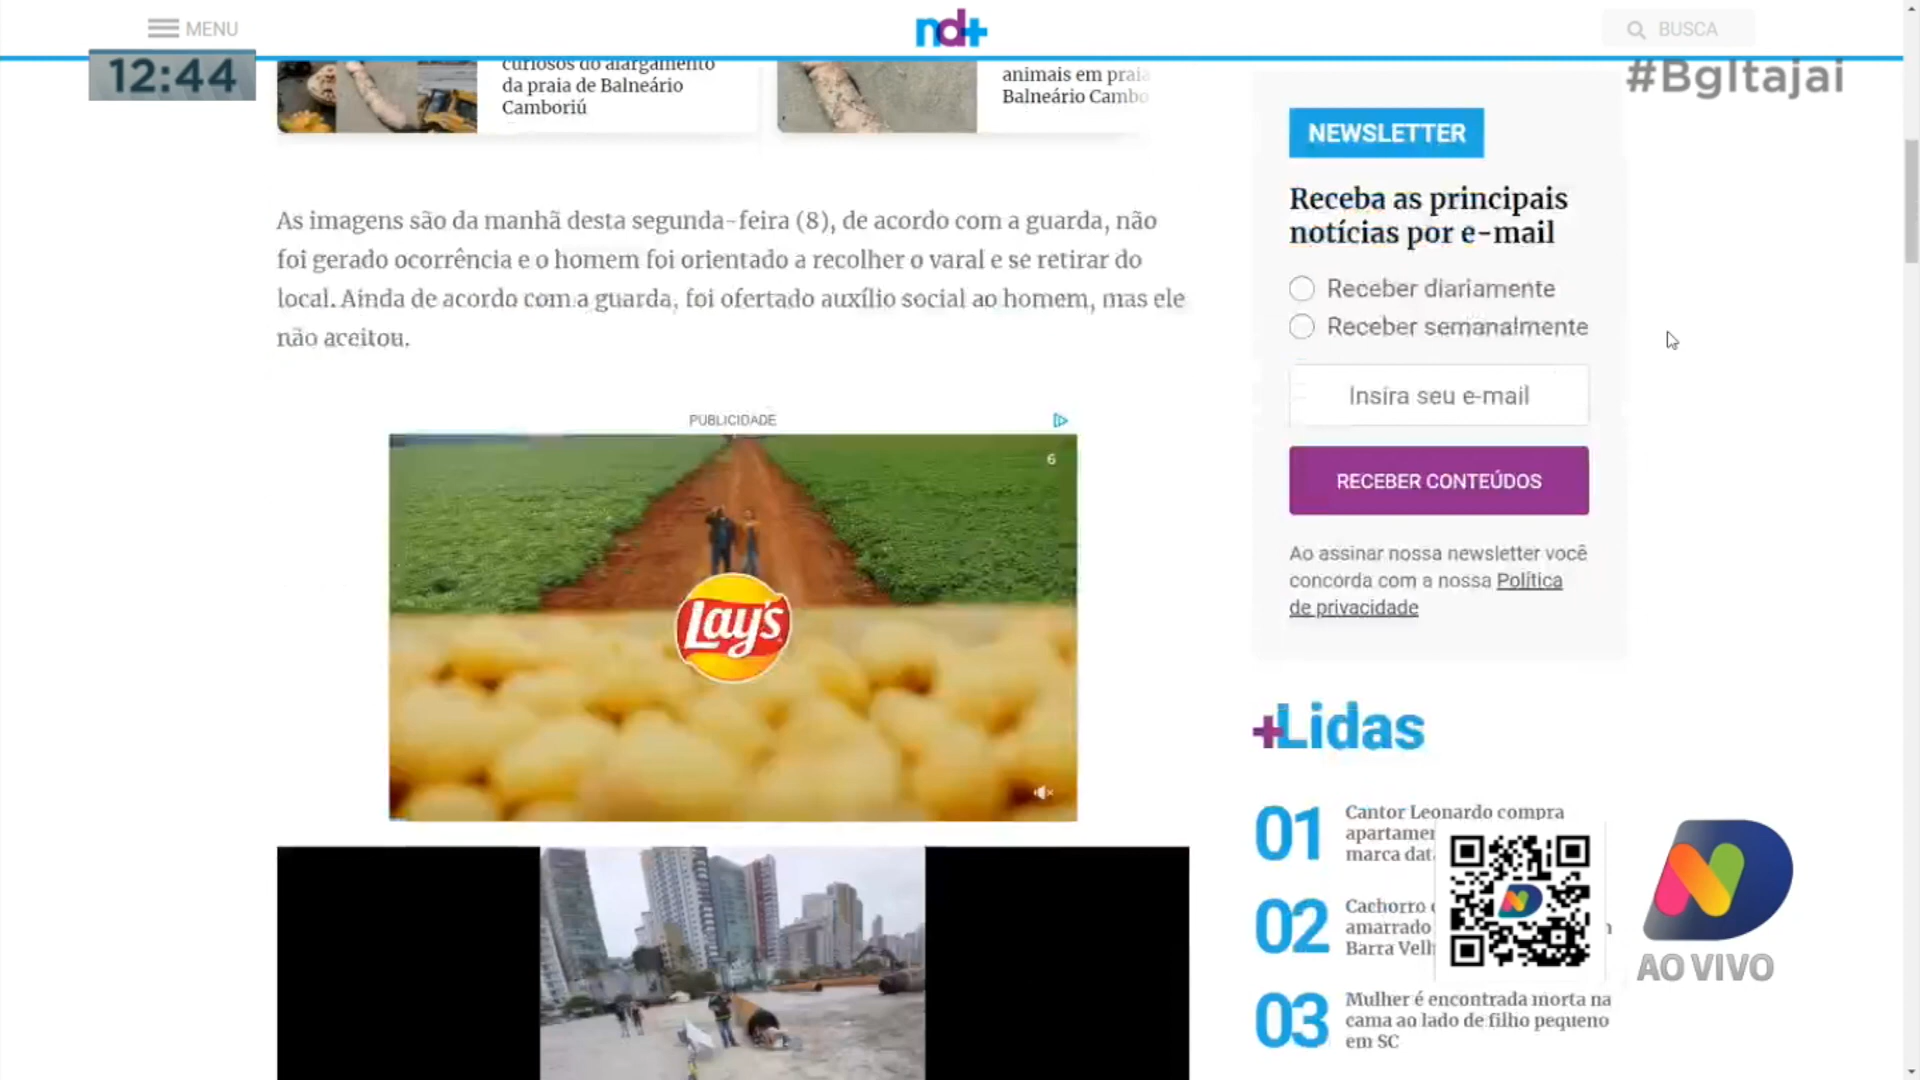 MENU
nd+
BUSCA
12:44
#BgItajai
curiosos do alargamento
da praia de Balneário
Camboriú
animais em praia
Balneário Cambo
NEWSLETTER
Receba as principais
notícias por e-mail
Receber diariamente
Receber semanalmente
Insira seu e-mail
RECEBER CONTEÚDOS
Ao assinar nossa newsletter você
concorda com a nossa Política
de privacidade
As imagens são da manhã desta segunda-feira (8), de acordo com a guarda, não
foi gerado ocorrência e o homem foi orientado a recolher o varal e se retirar do
local. Ainda de acordo com a guarda, foi ofertado auxílio social ao homem, mas ele
não aceitou.
PUBLICIDADE
6
Lay's
+Lidas
01
Cantor Leonardo compra
apartame
marca dat
02
Cachorro
amarrado
Barra Vel
03
Mulher é encontrada morta na
cama ao lado de filho pequeno
em SC
AO VIVO